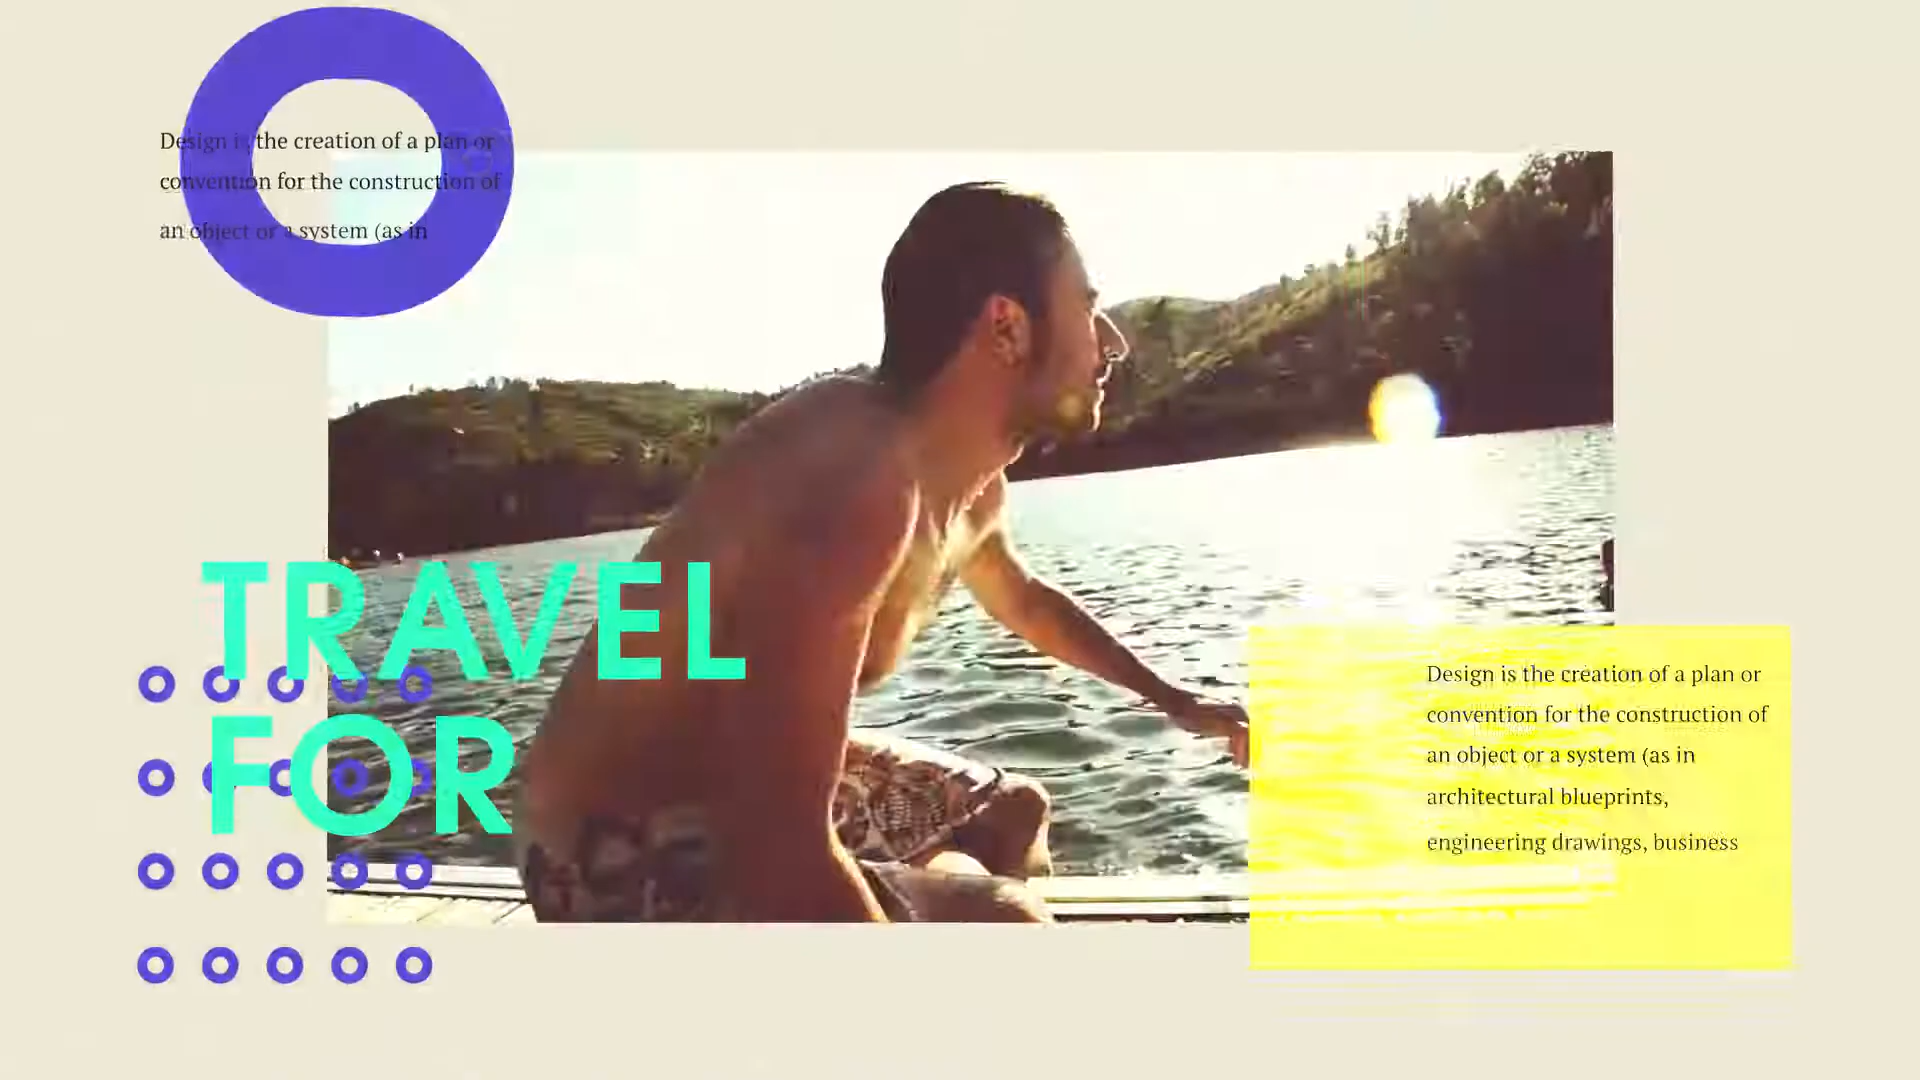 Design is the creation of a plan or
convention for the construction of
an object or a system (as in
TRAVEL
FOR
Design is the creation of a plan or
convention for the construction of
an object or a system (as in
architectural blueprints,
engineering drawings, business